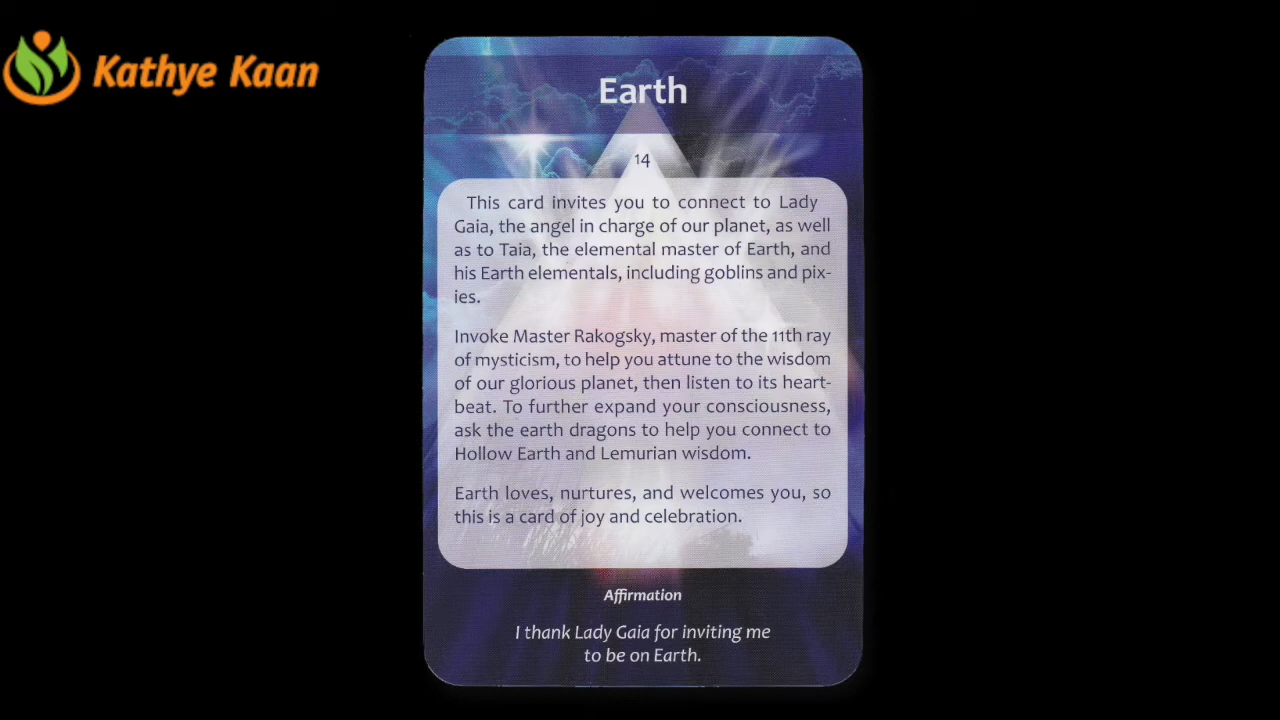 Kathye Kaan
Earth
14
This card invites you to connect to Lady
Gaia, the angel in charge of our planet, as well
as to Taia, the elemental master of Earth, and
his Earth elementals, including goblins and pix-
ies.
Invoke Master Rakogsky, master of the 11th ray
of mysticism, to help you attune to the wisdom
of our glorious planet, then listen to its heart-
beat. To further expand your consciousness,
ask the earth dragons to help you connect to
Hollow Earth and Lemurian wisdom.
Earth loves, nurtures, and welcomes you, so
this is a card of joy and celebration.
Affirmation
I thank Lady Gaia for inviting me
to be on Earth.